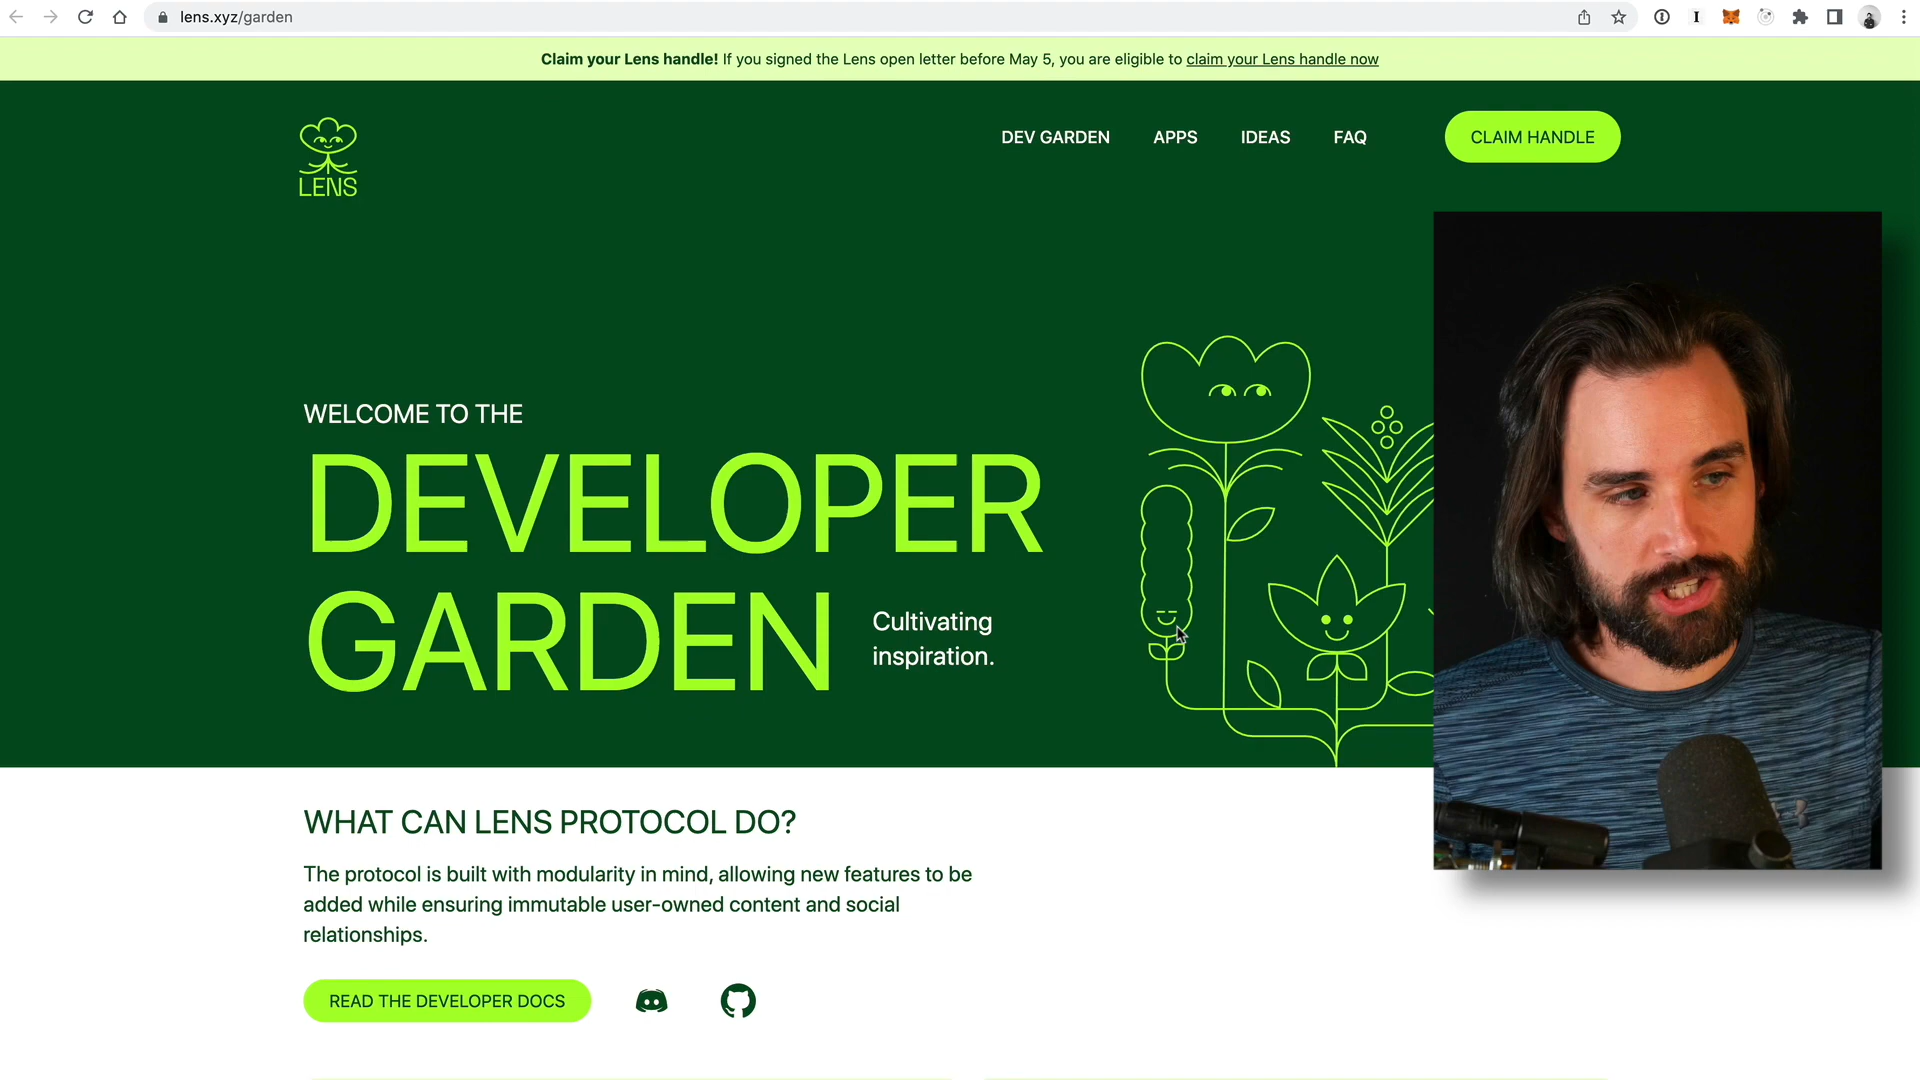 lens.xyz/garden
Claim your Lens handle! If you signed the Lens open letter before May 5, you are eligible to claim your Lens handle now
LENS
DEV GARDEN
APPS
IDEAS
FAQ
CLAIM HANDLE
WELCOME TO THE
DEVELOPER
GARDEN
Cultivating
inspiration.
WHAT CAN LENS PROTOCOL DO?
The protocol is built with modularity in mind, allowing new features to be
added while ensuring immutable user-owned content and social
relationships.
READ THE DEVELOPER DOCS